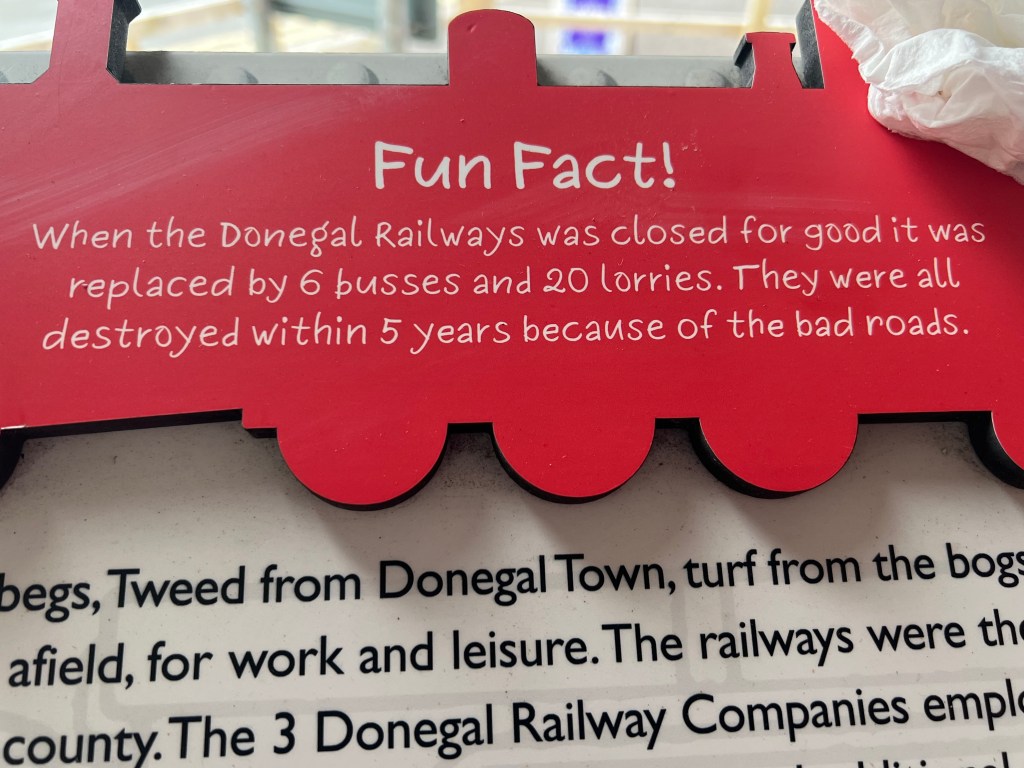 Fun Fact!
When the Donegal Railways was closed for good it was
replaced by 6 busses and 20 lorries. They were all
destroyed within 5 years because of the bad roads.
begs, Tweed from Donegal Town, turf from the bogs
afield, for work and leisure. The railways were the
county. The 3 Donegal Railway Companies emplo